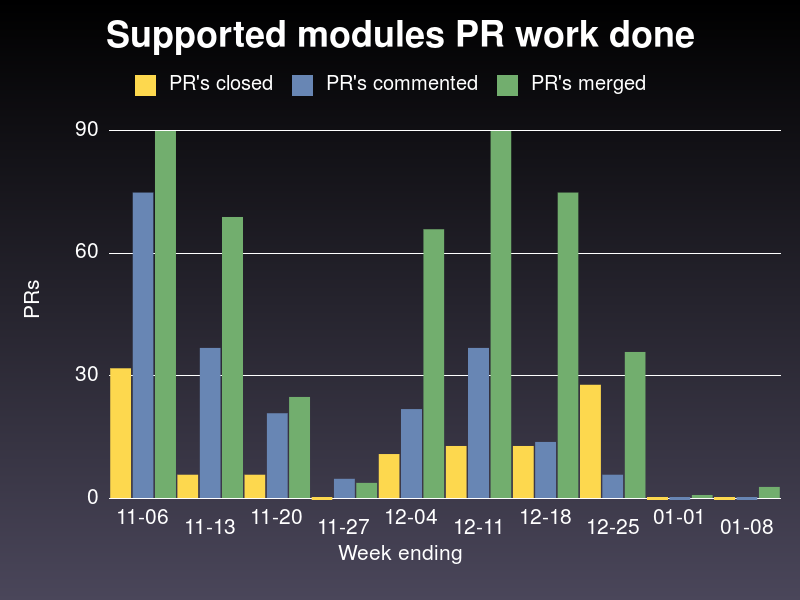 Supported modules PR work done
PR's closed PR's commented PR's merged
90
60
30
0
PRs
11-06 11-13 11-20 11-27 12-04 12-11 12-18 12-25 01-01 01-08
Week ending